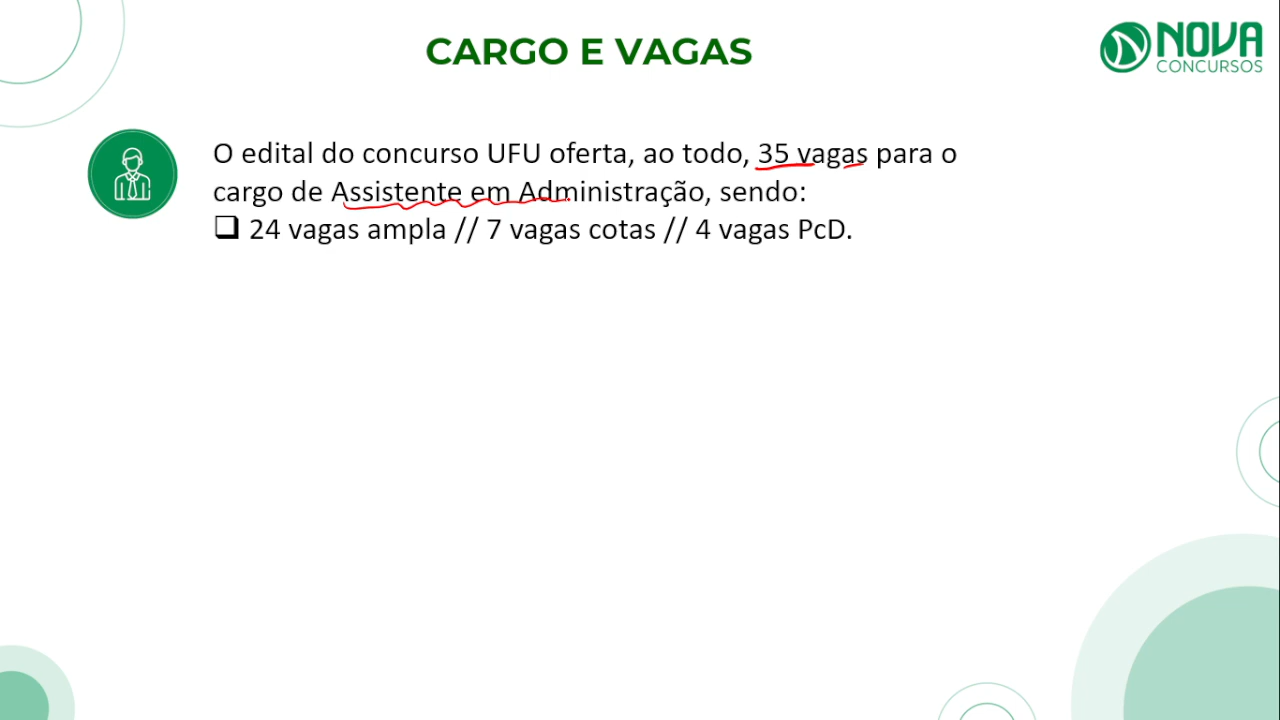 CARGO E VAGAS
NOVA
CONCURSOS
O edital do concurso UFU oferta, ao todo, 35 vagas para o
cargo de Assistente em Administração, sendo:
❑ 24 vagas ampla // 7 vagas cotas // 4 vagas PcD.